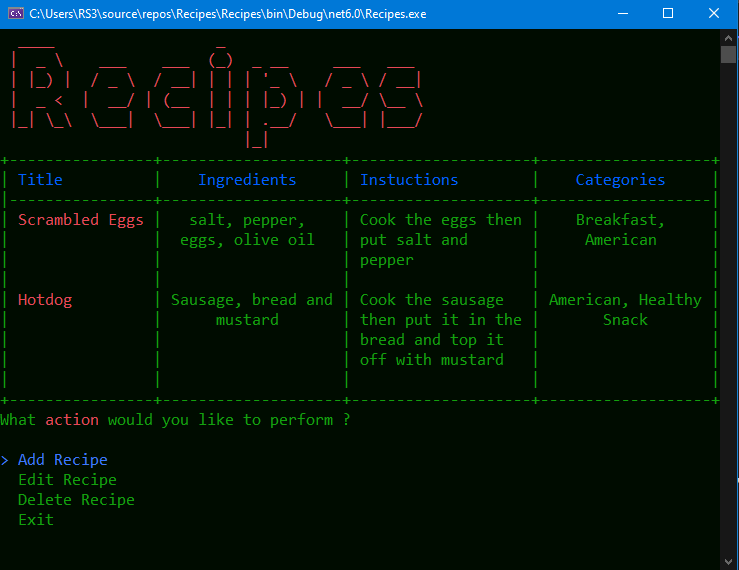 C:\Users\RS3\source\repos\Recipes\Recipes\bin\Debug\net6.0\Recipes.exe
Recipes
Title Ingredients Instuctions Categories
Scrambled Eggs salt, pepper, Cook the eggs then Breakfast,
eggs, olive oil put salt and American
pepper
Hotdog Sausage, bread and Cook the sausage American, Healthy
mustard then put it in the Snack
bread and top it
off with mustard
What action would you like to perform ?
> Add Recipe
Edit Recipe
Delete Recipe
Exit